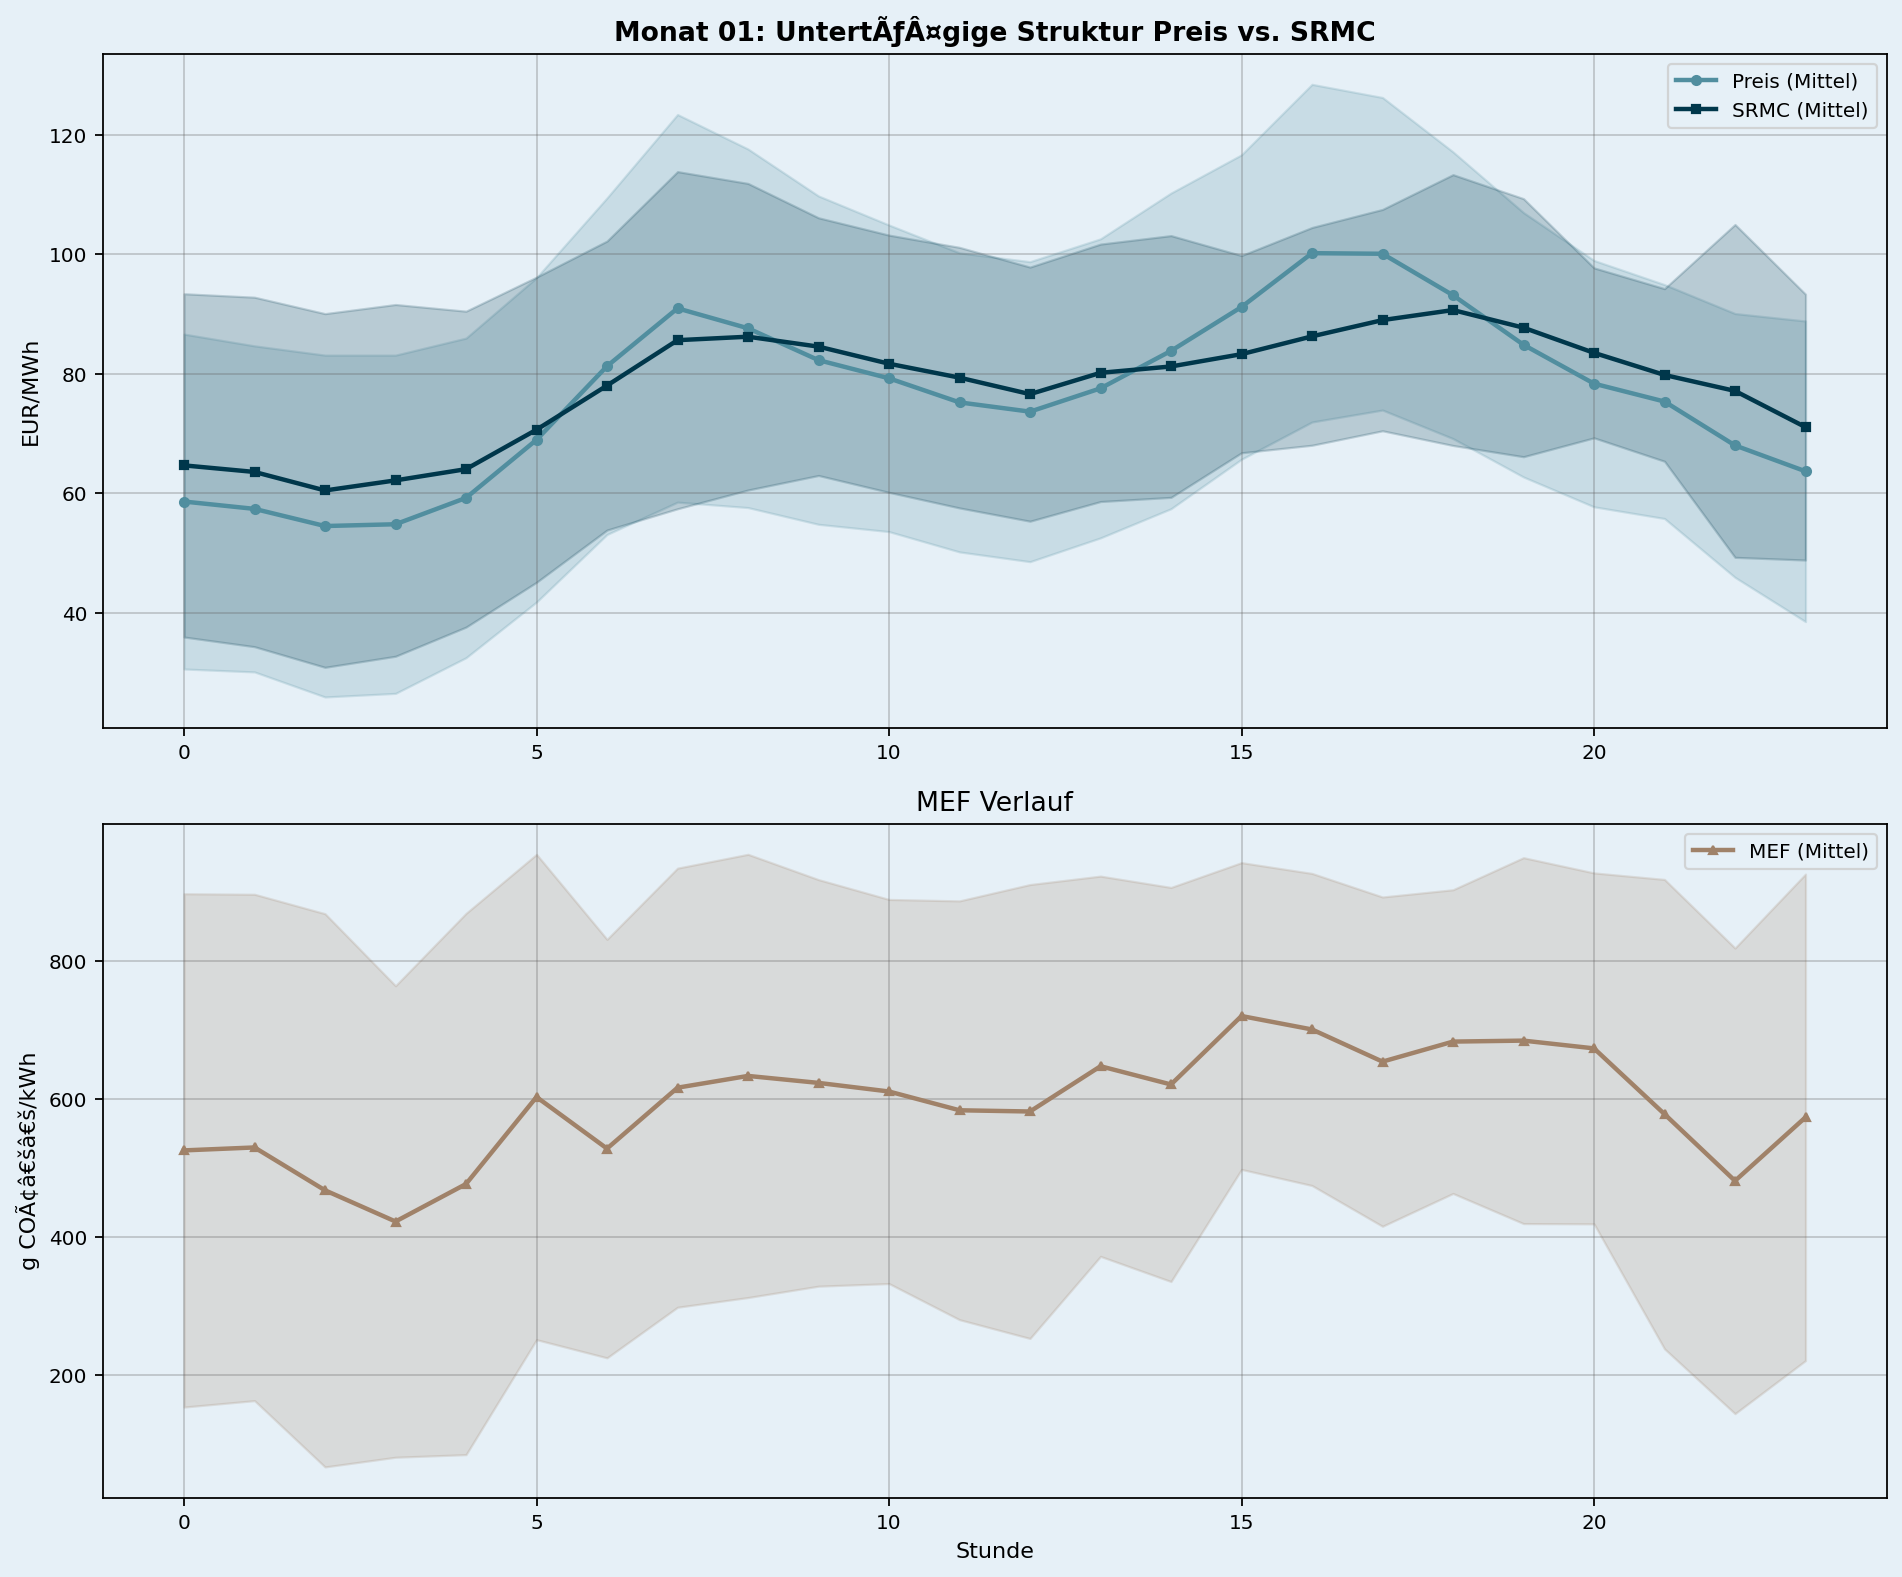 Monat 01: UntertÃƒÂ¤gige Struktur Preis vs. SRMC
Preis (Mittel)
SRMC (Mittel)
EUR/MWh
120
100
80
60
40
0 5 10 15 20
MEF Verlauf
MEF (Mittel)
g COÃ¢â€šâ€š/kWh
800
600
400
200
0 5 10 15 20
Stunde